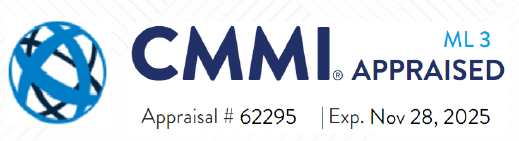 ML 3
CMMI® APPRAISED
Appraisal # 62295 | Exp. Nov 28, 2025